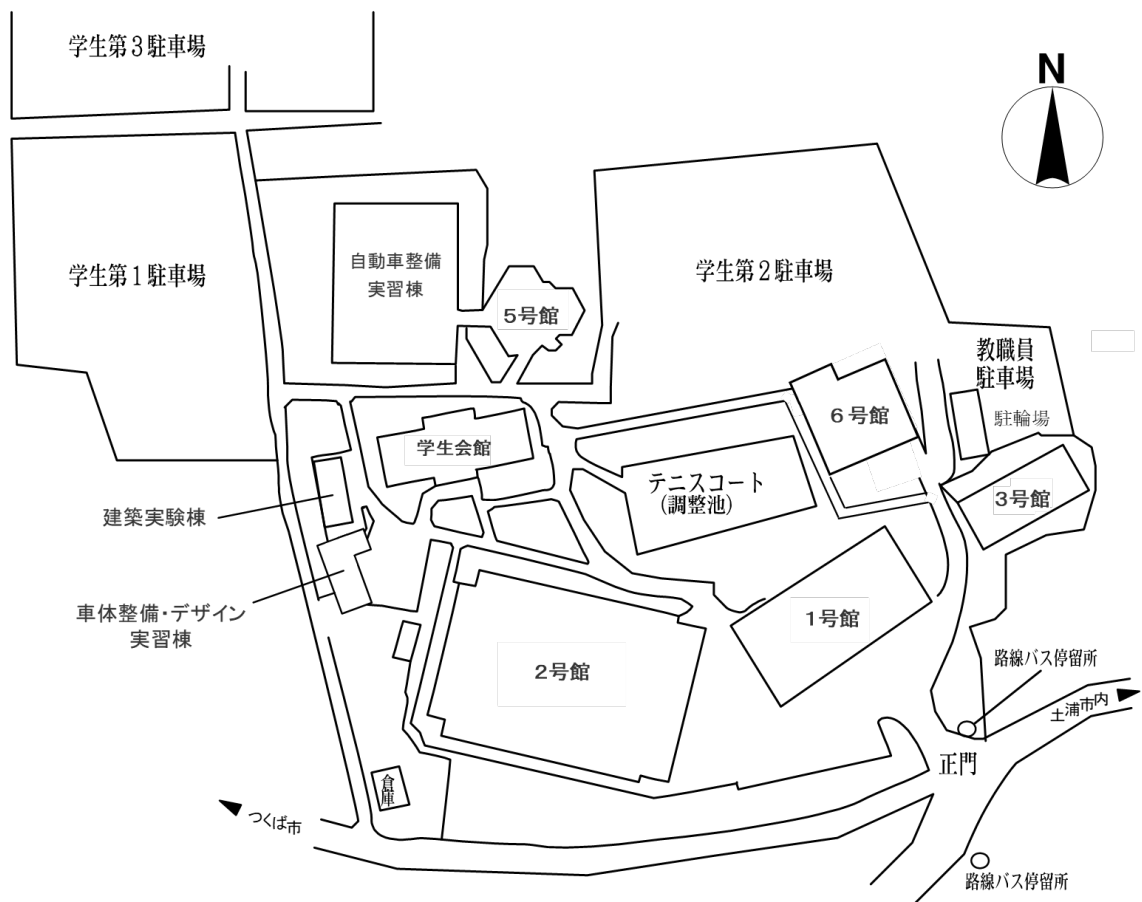 学生第3駐車場
N
学生第1駐車場
自動車整備
実習棟
5号館
学生第2駐車場
教職員
駐車場
駐輪場
6号館
学生会館
テニスコート
(調整池)
3号館
建築実験棟
車体整備・デザイン
実習棟
1号館
2号館
路線バス停留所
土浦市内
正門
倉庫
つくば市
路線バス停留所